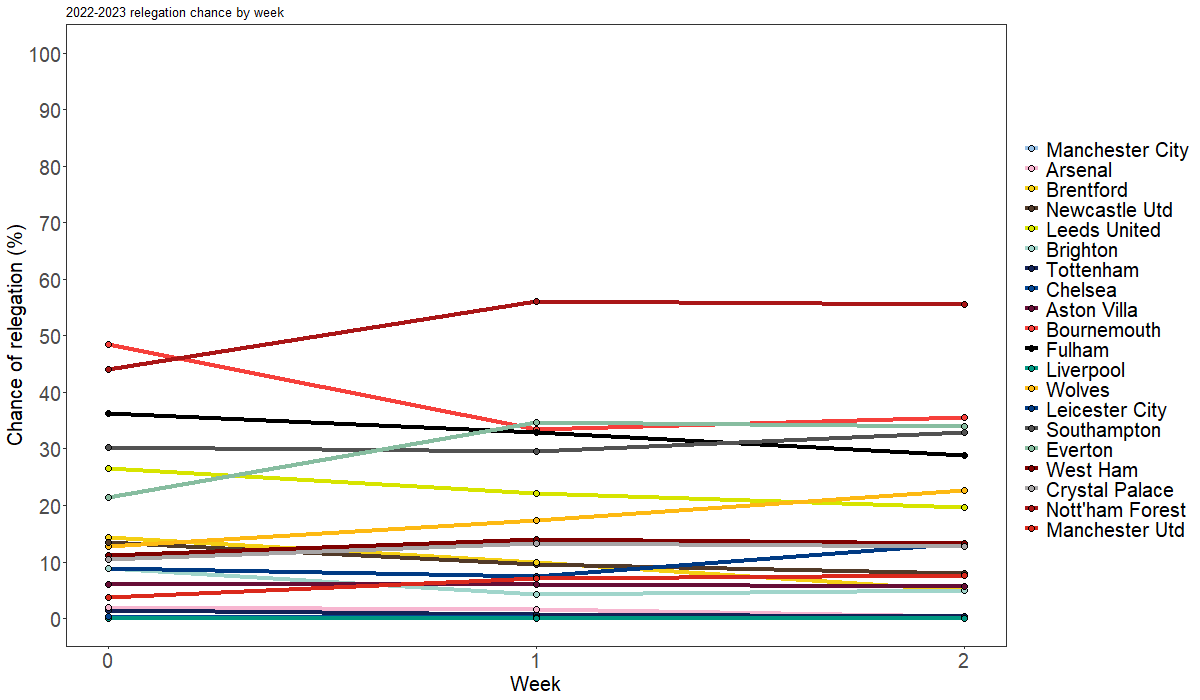 2022-2023 relegation chance by week
100
90
80
70
60
50
40
30
20
10
0
Chance of relegation (%)
0 1 2
Week
Manchester City
Arsenal
Brentford
Newcastle Utd
Leeds United
Brighton
Tottenham
Chelsea
Aston Villa
Bournemouth
Fulham
Liverpool
Wolves
Leicester City
Southampton
Everton
West Ham
Crystal Palace
Nott'ham Forest
Manchester Utd